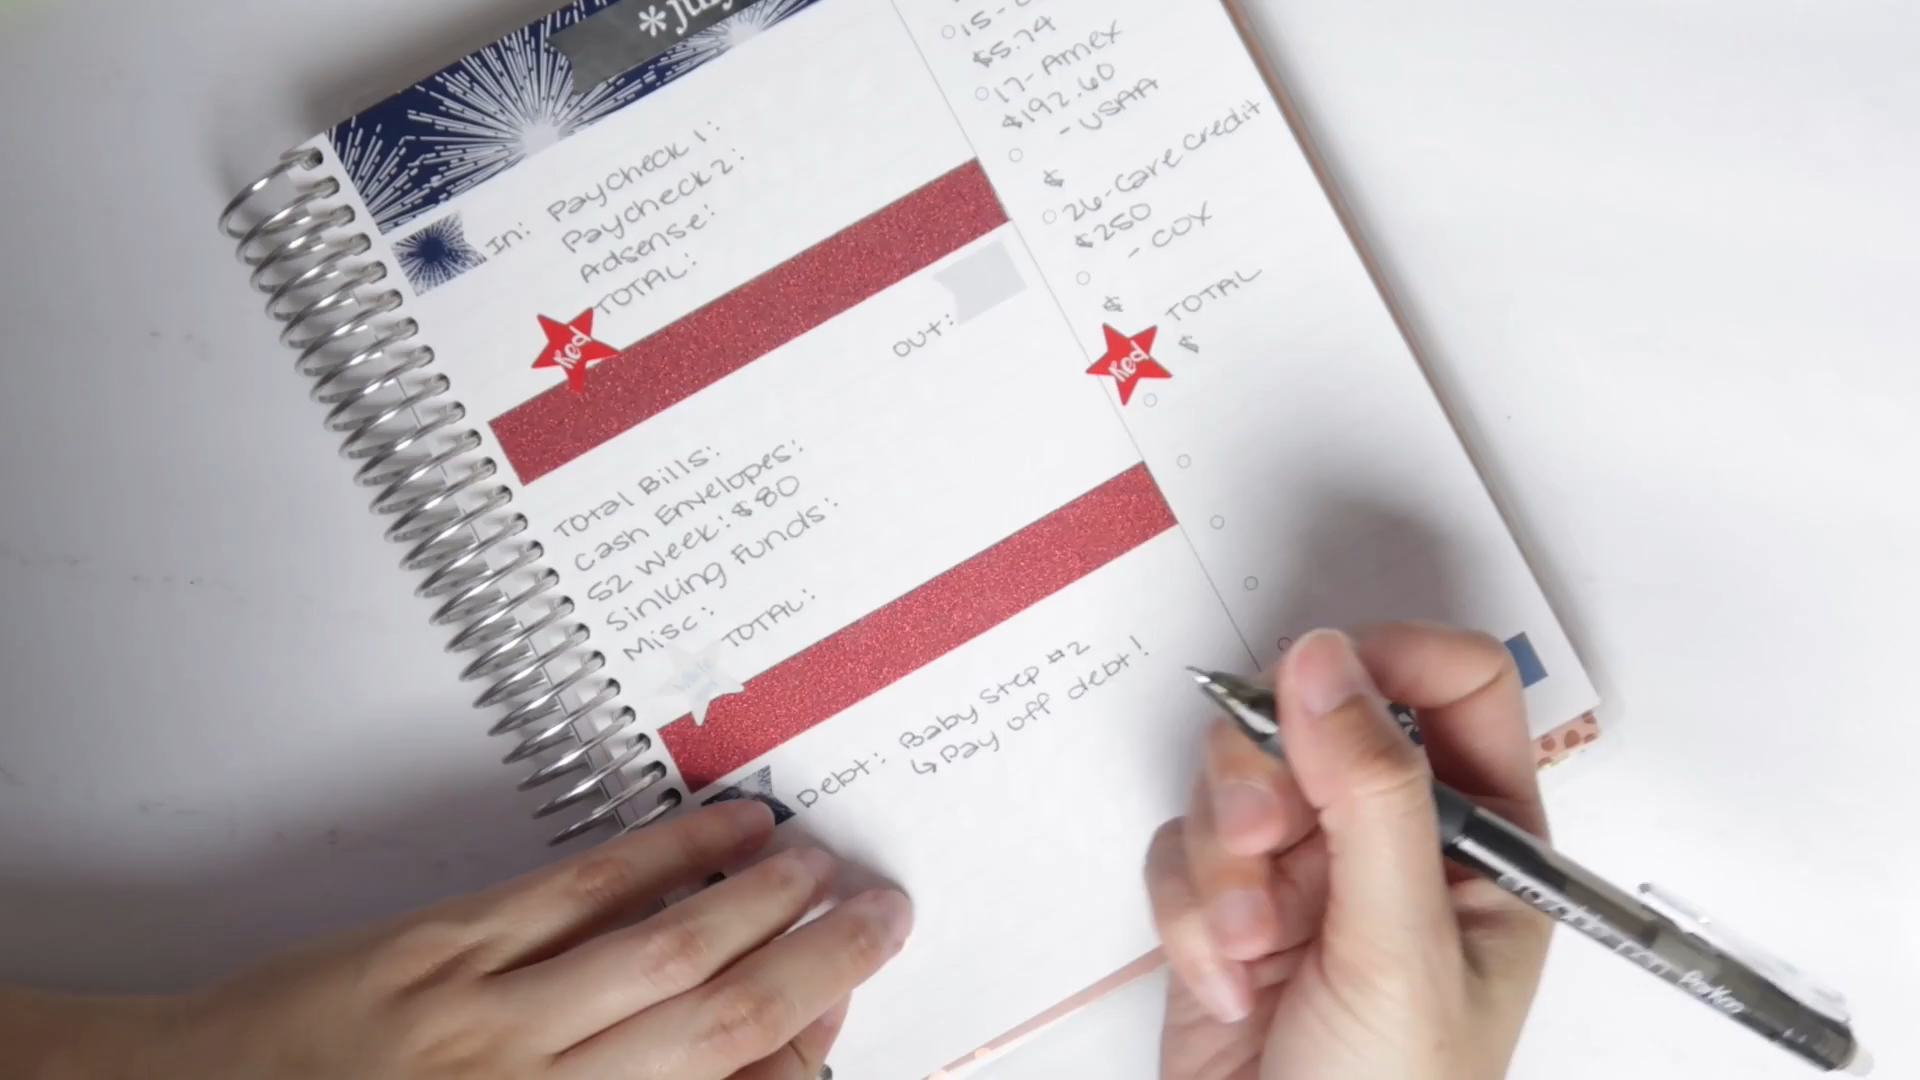 In: Paycheck 1:
Paycheck 2:
Adsense:
TOTAL:
Red
Out:
Total Bills:
Cash Envelopes:
52 Week: $80
Sinking Funds:
Misc:
TOTAL:
Debt: Baby Step #2
↳ Pay off debt!
15-
$5.74
17- Amex
$192.60
- USAA
$
26- Care Credit
$250
- COX
$
TOTAL
$
Red